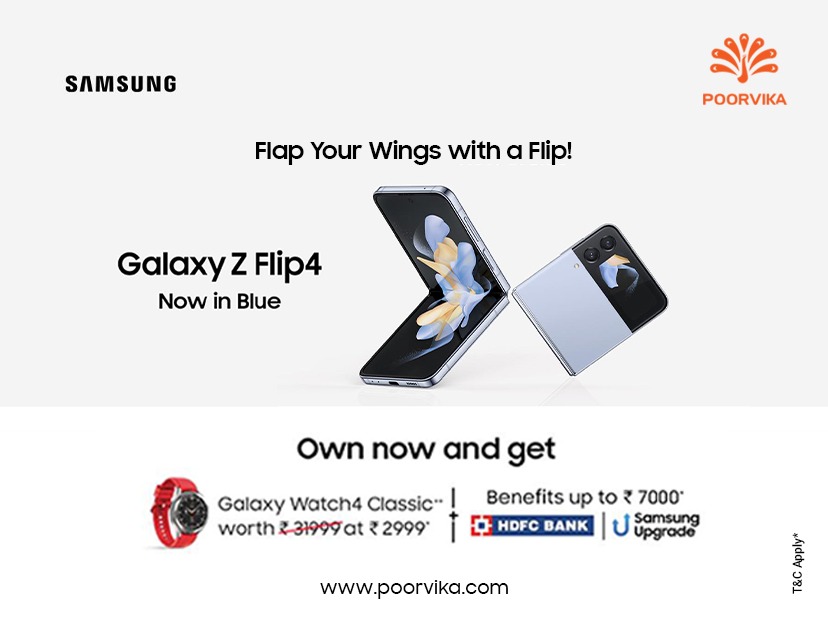 SAMSUNG
POORVIKA
Flap Your Wings with a Flip!
Galaxy Z Flip4
Now in Blue
Own now and get
Galaxy Watch4 Classic**
worth ₹ 31999 at ₹ 2999*
+
Benefits up to ₹ 7000*
HDFC BANK
Samsung
Upgrade
T&C Apply*
www.poorvika.com